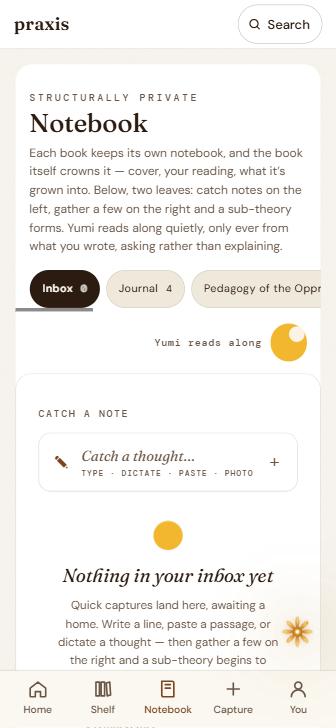 praxis
Search
STRUCTURALLY PRIVATE
Notebook
Each book keeps its own notebook, and the book
itself crowns it — cover, your reading, what it's
grown into. Below, two leaves: catch notes on the
left, gather a few on the right and a sub-theory
forms. Yumi reads along quietly, only ever from
what you wrote, asking rather than explaining.
Inbox 0
Journal 4
Pedagogy of the Oppr
Yumi reads along
CATCH A NOTE
Catch a thought…
TYPE · DICTATE · PASTE · PHOTO
Nothing in your inbox yet
Quick captures land here, awaiting a
home. Write a line, paste a passage, or
dictate a thought — then gather a few on
the right and a sub-theory begins to
Home
Shelf
Notebook
Capture
You